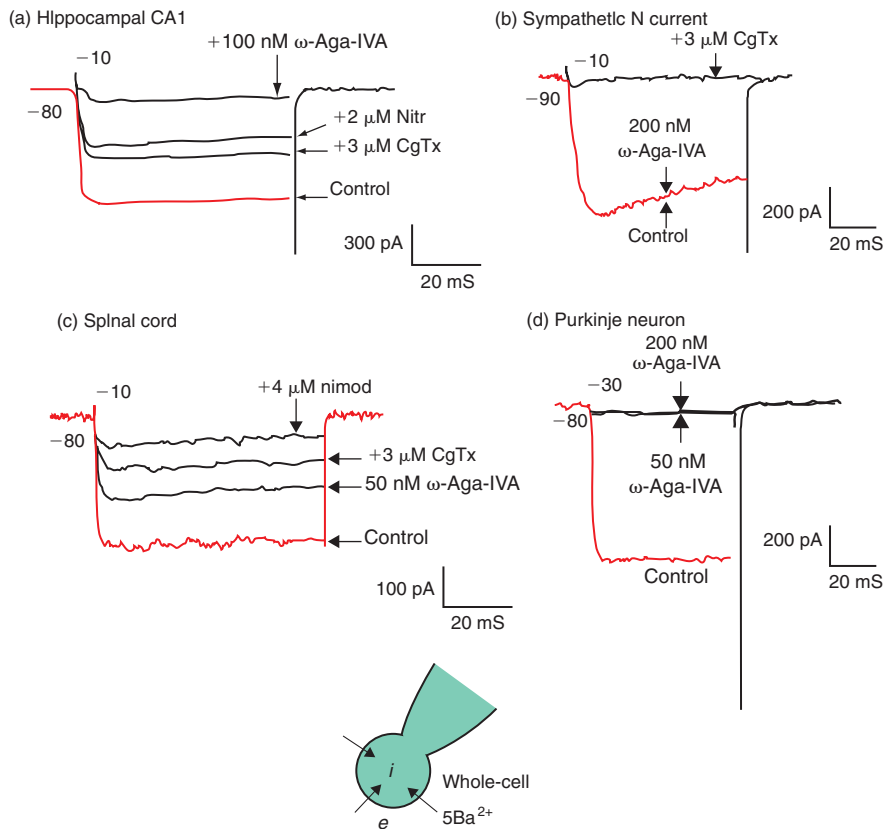 (a) HIppocampal CA1
+100 nM ω-Aga-IVA
−10
−80
+2 μM Nitr
+3 μM CgTx
Control
300 pA
20 mS
(b) SympathetIc N current
+3 μM CgTx
−10
−90
200 nM
ω-Aga-IVA
Control
200 pA
20 mS
(c) SpInal cord
+4 μM nimod
−10
−80
+3 μM CgTx
50 nM ω-Aga-IVA
Control
100 pA
20 mS
(d) Purkinje neuron
200 nM
ω-Aga-IVA
−30
−80
50 nM
ω-Aga-IVA
Control
200 pA
20 mS
i
e
Whole-cell
5Ba²⁺